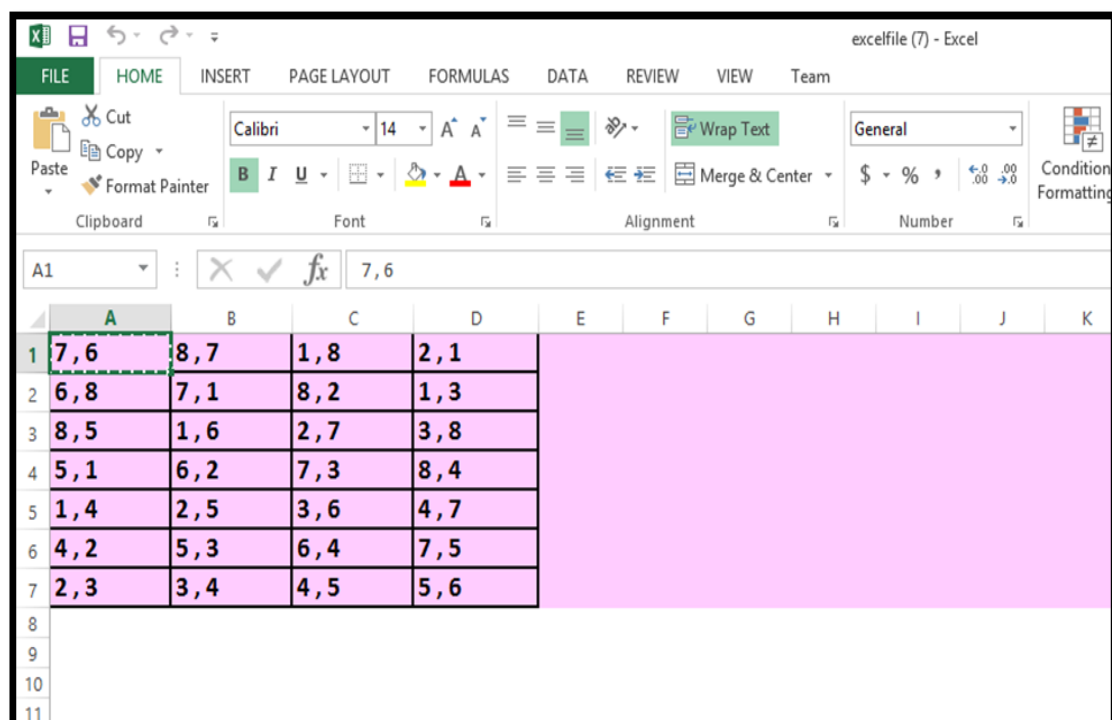 excelfile (7) - Excel
FILE HOME INSERT PAGE LAYOUT FORMULAS DATA REVIEW VIEW Team
Paste
Cut
Copy
Format Painter
Clipboard
Calibri 14 A A
B I U A
Font
Wrap Text
Merge & Center
Alignment
General
$ % , .0 .00 .00 .0
Number
Condition
Formatting
A1 fx 7,6
A B C D E F G H I J K
1 7,6 8,7 1,8 2,1
2 6,8 7,1 8,2 1,3
3 8,5 1,6 2,7 3,8
4 5,1 6,2 7,3 8,4
5 1,4 2,5 3,6 4,7
6 4,2 5,3 6,4 7,5
7 2,3 3,4 4,5 5,6
8
9
10
11